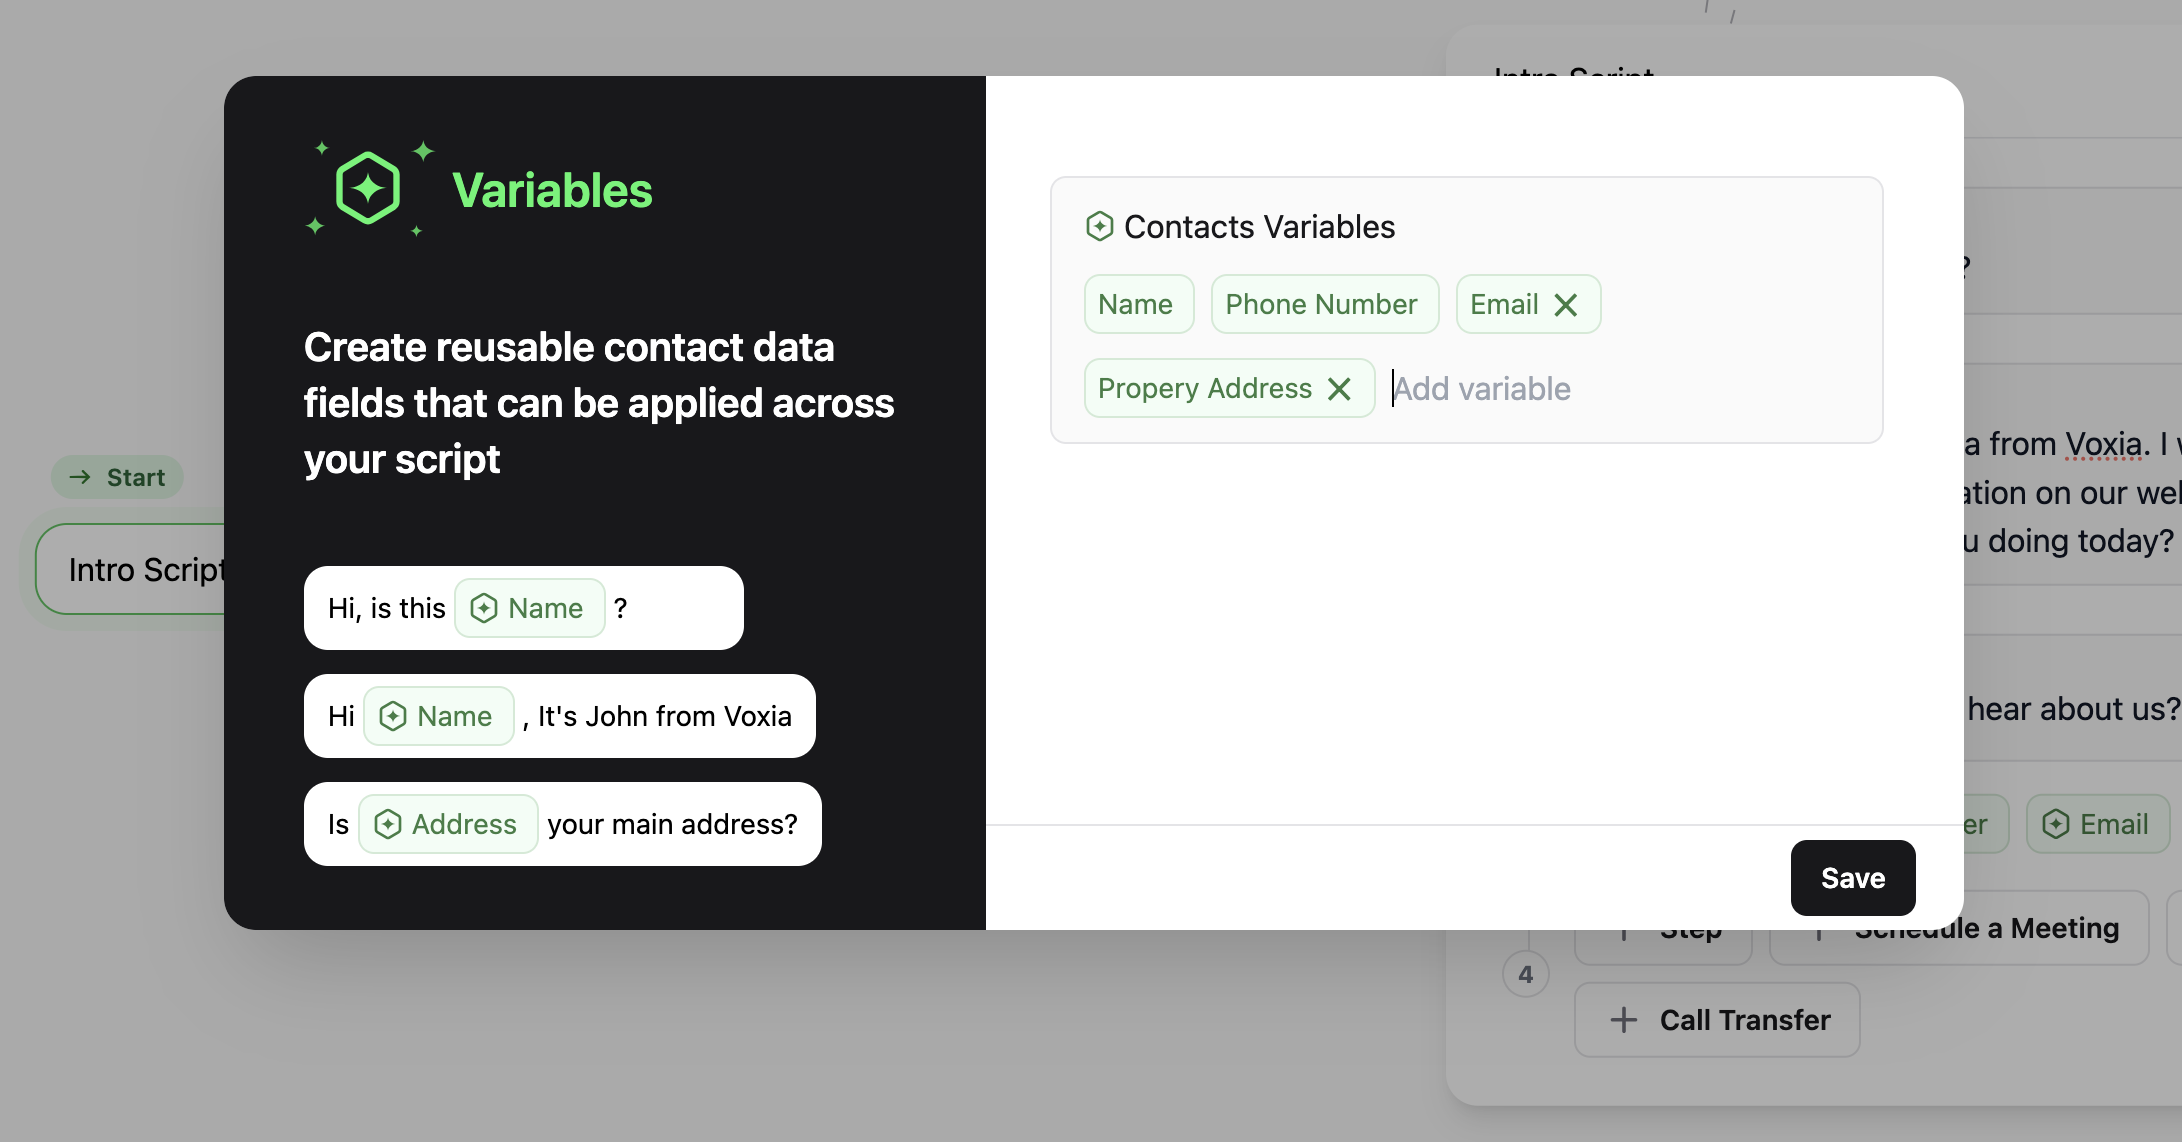 Variables
Create reusable contact data
fields that can be applied across
your script
Hi, is this Name ?
Hi Name , It's John from Voxia
Is Address your main address?
Contacts Variables
Name Phone Number Email
Propery Address Add variable
Save
Start
Intro Script
Intro Script
?
a from Voxia. I
ation on our
u doing today?
hear about us?
er Email
Step Schedule a Meeting
4
Call Transfer